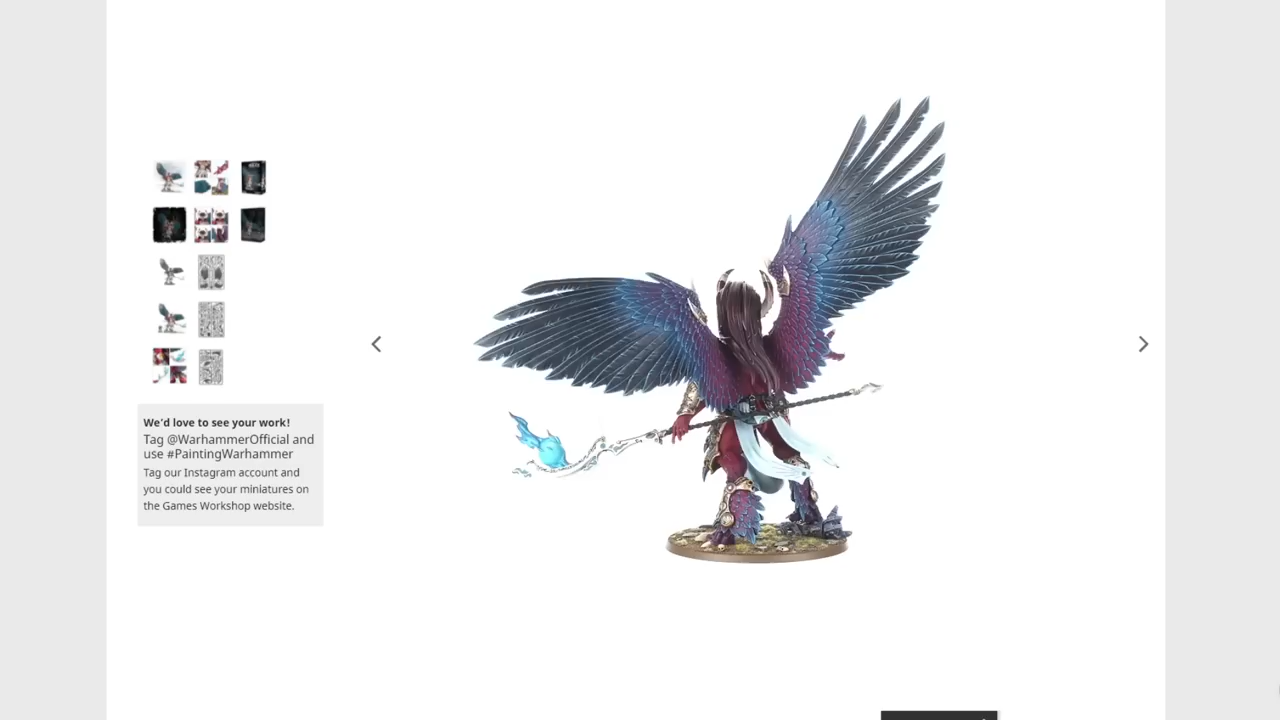 We'd love to see your work!
Tag @WarhammerOfficial and
use #PaintingWarhammer
Tag our Instagram account and
you could see your miniatures on
the Games Workshop website.